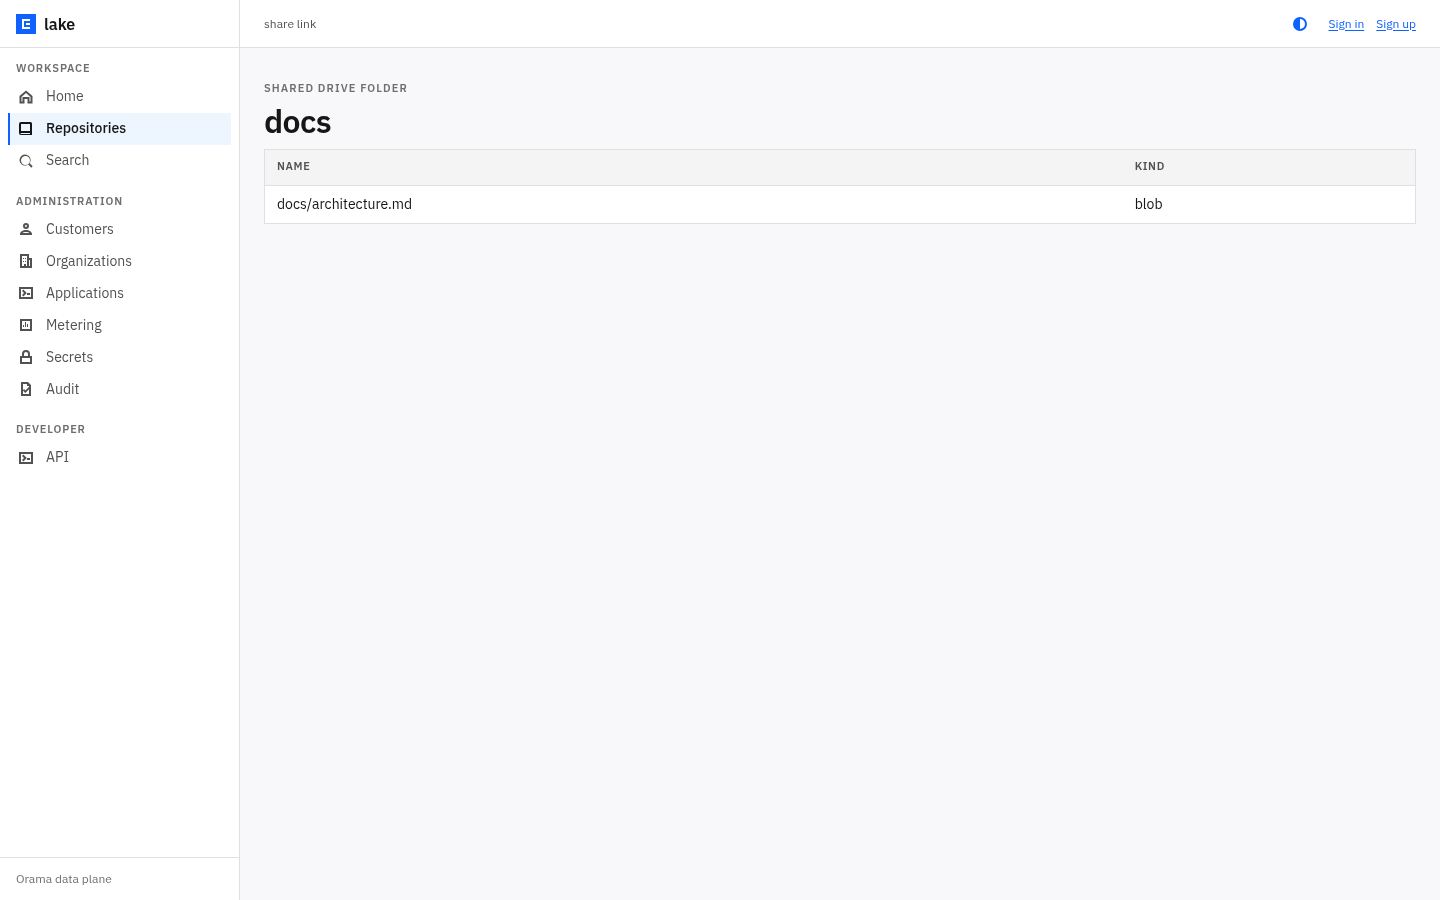 lake
WORKSPACE
Home
Repositories
Search
ADMINISTRATION
Customers
Organizations
Applications
Metering
Secrets
Audit
DEVELOPER
API
Orama data plane
share link
Sign in
Sign up
SHARED DRIVE FOLDER
docs
NAME KIND
docs/architecture.md blob